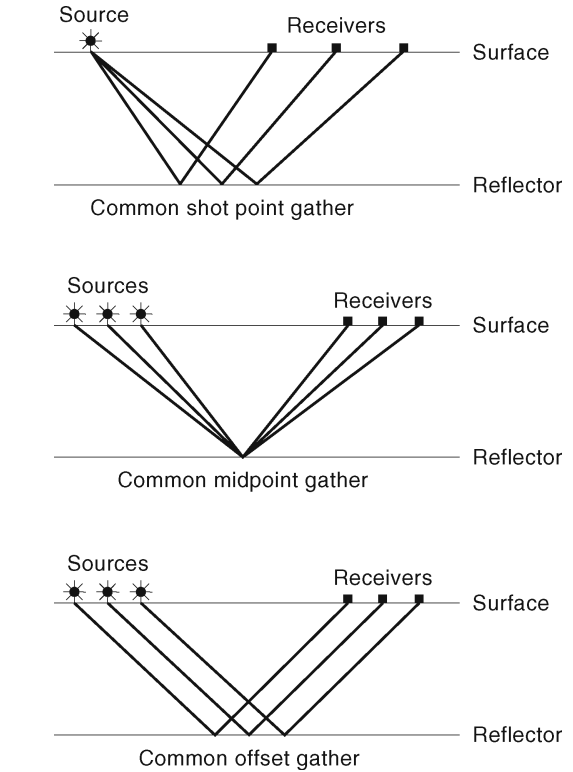 Source
Receivers
Surface
Reflector
Common shot point gather
Sources
Receivers
Surface
Reflector
Common midpoint gather
Sources
Receivers
Surface
Reflector
Common offset gather